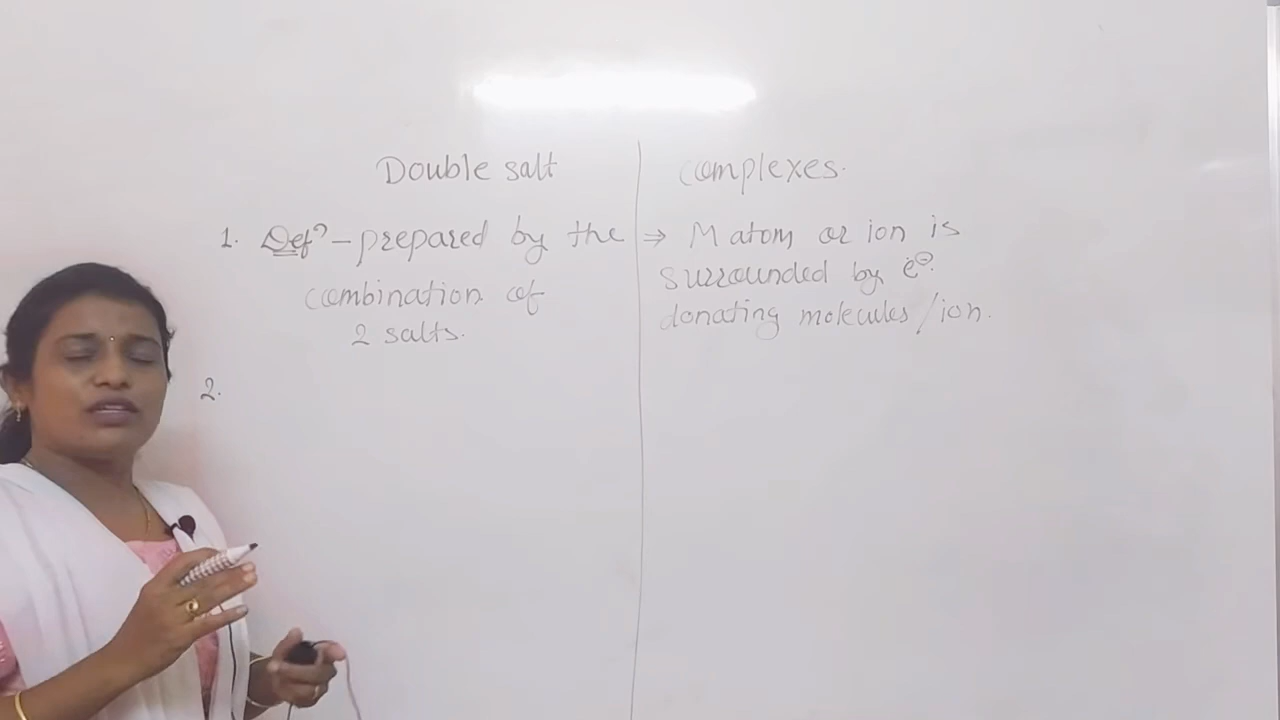 Double salt
complexes.
1. Defn – prepared by the
combination of
2 salts.
⇒ M atom or ion is
surrounded by e⊖
donating molecules/ion.
2.